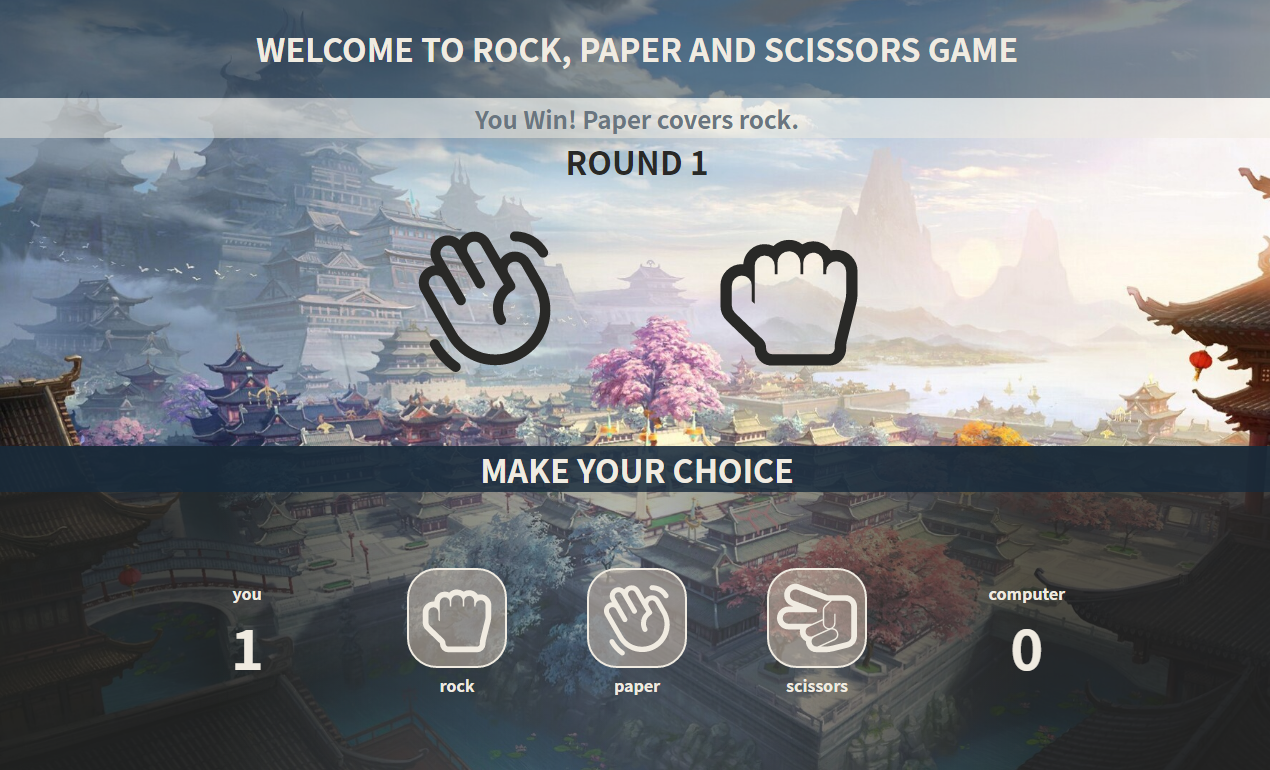 WELCOME TO ROCK, PAPER AND SCISSORS GAME
You Win! Paper covers rock.
ROUND 1
MAKE YOUR CHOICE
you
1
rock
paper
scissors
computer
0